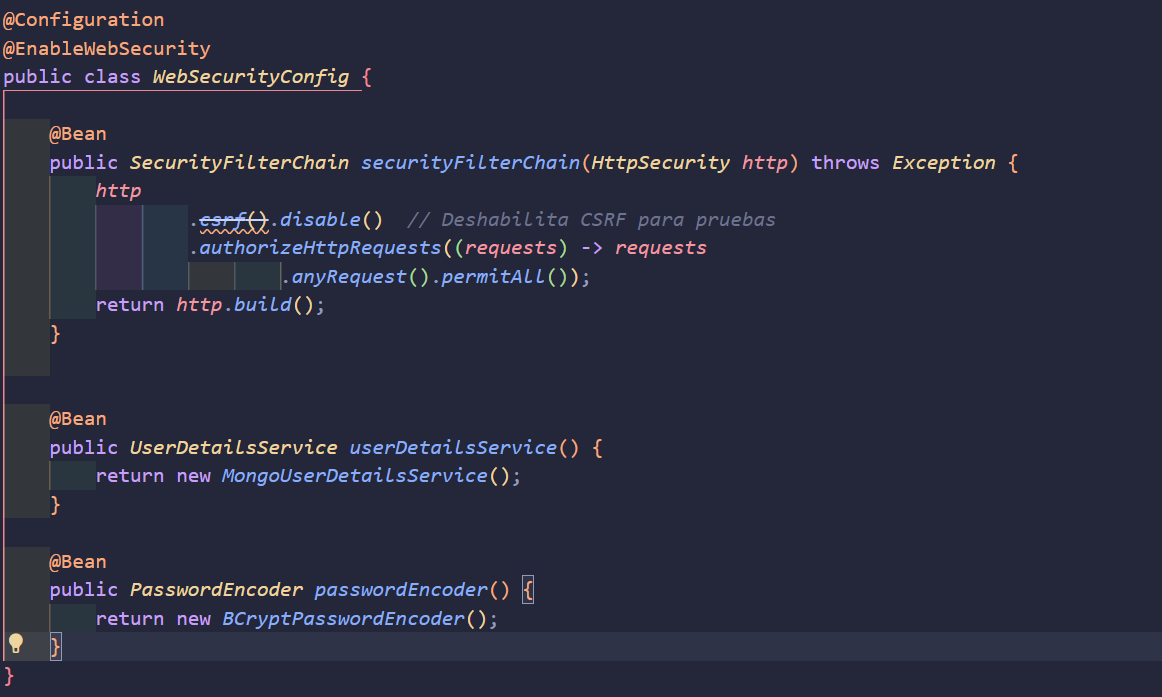 @Configuration
@EnableWebSecurity
public class WebSecurityConfig {
@Bean
public SecurityFilterChain securityFilterChain(HttpSecurity http) throws Exception {
http
.csrf().disable()  // Deshabilita CSRF para pruebas
.authorizeHttpRequests((requests) -> requests
.anyRequest().permitAll());
return http.build();
}
@Bean
public UserDetailsService userDetailsService() {
return new MongoUserDetailsService();
}
@Bean
public PasswordEncoder passwordEncoder() {
return new BCryptPasswordEncoder();
}
}